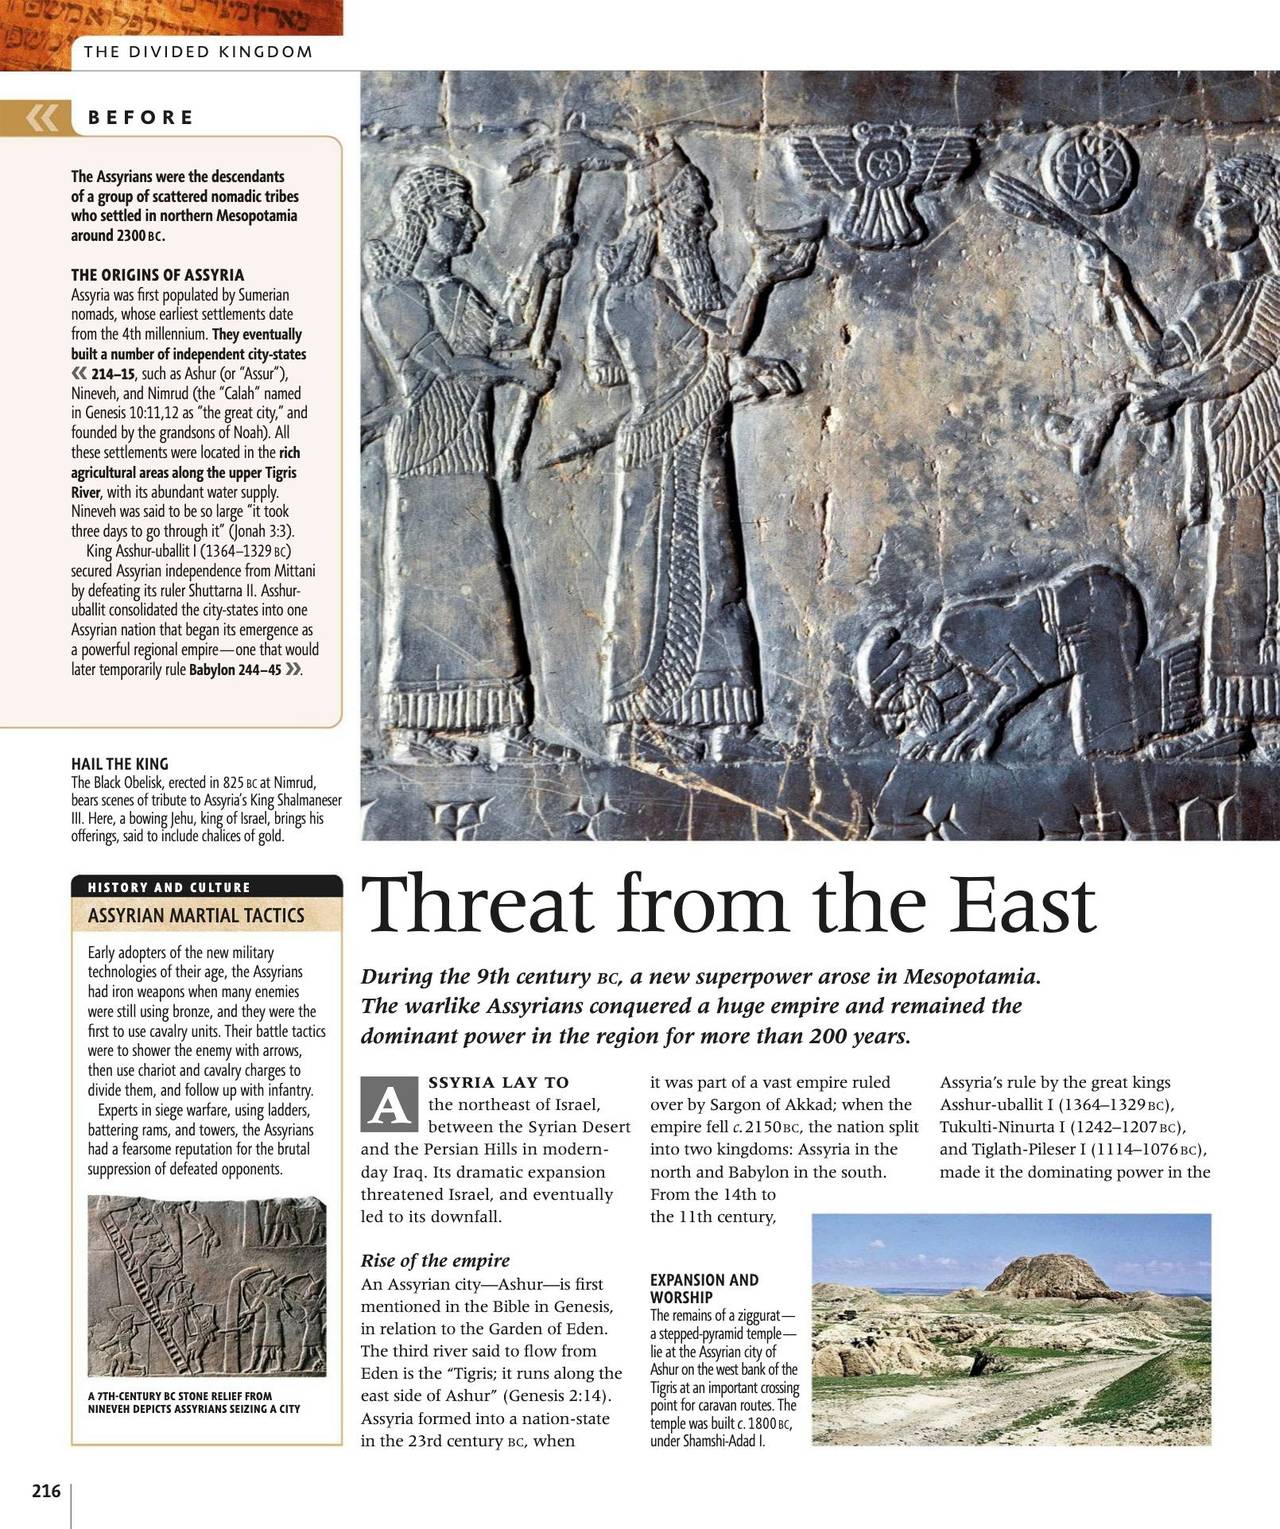 THE DIVIDED KINGDOM
BEFORE
The Assyrians were the descendants
of a group of scattered nomadic tribes
who settled in northern Mesopotamia
around 2300 BC.
THE ORIGINS OF ASSYRIA
Assyria was first populated by Sumerian
nomads, whose earliest settlements date
from the 4th millennium. They eventually
built a number of independent city-states
« 214–15, such as Ashur (or “Assur”),
Nineveh, and Nimrud (the “Calah” named
in Genesis 10:11,12 as “the great city,” and
founded by the grandsons of Noah). All
these settlements were located in the rich
agricultural areas along the upper Tigris
River, with its abundant water supply.
Nineveh was said to be so large “it took
three days to go through it” (Jonah 3:3).
King Asshur-uballit I (1364–1329 BC)
secured Assyrian independence from Mittani
by defeating its ruler Shuttarna II. Asshur-
uballit consolidated the city-states into one
Assyrian nation that began its emergence as
a powerful regional empire—one that would
later temporarily rule Babylon 244–45 ».
HAIL THE KING
The Black Obelisk, erected in 825 BC at Nimrud,
bears scenes of tribute to Assyria’s King Shalmaneser
III. Here, a bowing Jehu, king of Israel, brings his
offerings, said to include chalices of gold.
HISTORY AND CULTURE
ASSYRIAN MARTIAL TACTICS
Early adopters of the new military
technologies of their age, the Assyrians
had iron weapons when many enemies
were still using bronze, and they were the
first to use cavalry units. Their battle tactics
were to shower the enemy with arrows,
then use chariot and cavalry charges to
divide them, and follow up with infantry.
Experts in siege warfare, using ladders,
battering rams, and towers, the Assyrians
had a fearsome reputation for the brutal
suppression of defeated opponents.
A 7TH-CENTURY BC STONE RELIEF FROM
NINEVEH DEPICTS ASSYRIANS SEIZING A CITY
Threat from the East
During the 9th century BC, a new superpower arose in Mesopotamia.
The warlike Assyrians conquered a huge empire and remained the
dominant power in the region for more than 200 years.
ASSYRIA LAY TO
the northeast of Israel,
between the Syrian Desert
and the Persian Hills in modern-
day Iraq. Its dramatic expansion
threatened Israel, and eventually
led to its downfall.
Rise of the empire
An Assyrian city—Ashur—is first
mentioned in the Bible in Genesis,
in relation to the Garden of Eden.
The third river said to flow from
Eden is the “Tigris; it runs along the
east side of Ashur” (Genesis 2:14).
Assyria formed into a nation-state
in the 23rd century BC, when
it was part of a vast empire ruled
over by Sargon of Akkad; when the
empire fell c.2150 BC, the nation split
into two kingdoms: Assyria in the
north and Babylon in the south.
From the 14th to
the 11th century,
Assyria’s rule by the great kings
Asshur-uballit I (1364–1329 BC),
Tukulti-Ninurta I (1242–1207 BC),
and Tiglath-Pileser I (1114–1076 BC),
made it the dominating power in the
EXPANSION AND
WORSHIP
The remains of a ziggurat—
a stepped-pyramid temple—
lie at the Assyrian city of
Ashur on the west bank of the
Tigris at an important crossing
point for caravan routes. The
temple was built c. 1800 BC,
under Shamshi-Adad I.
216